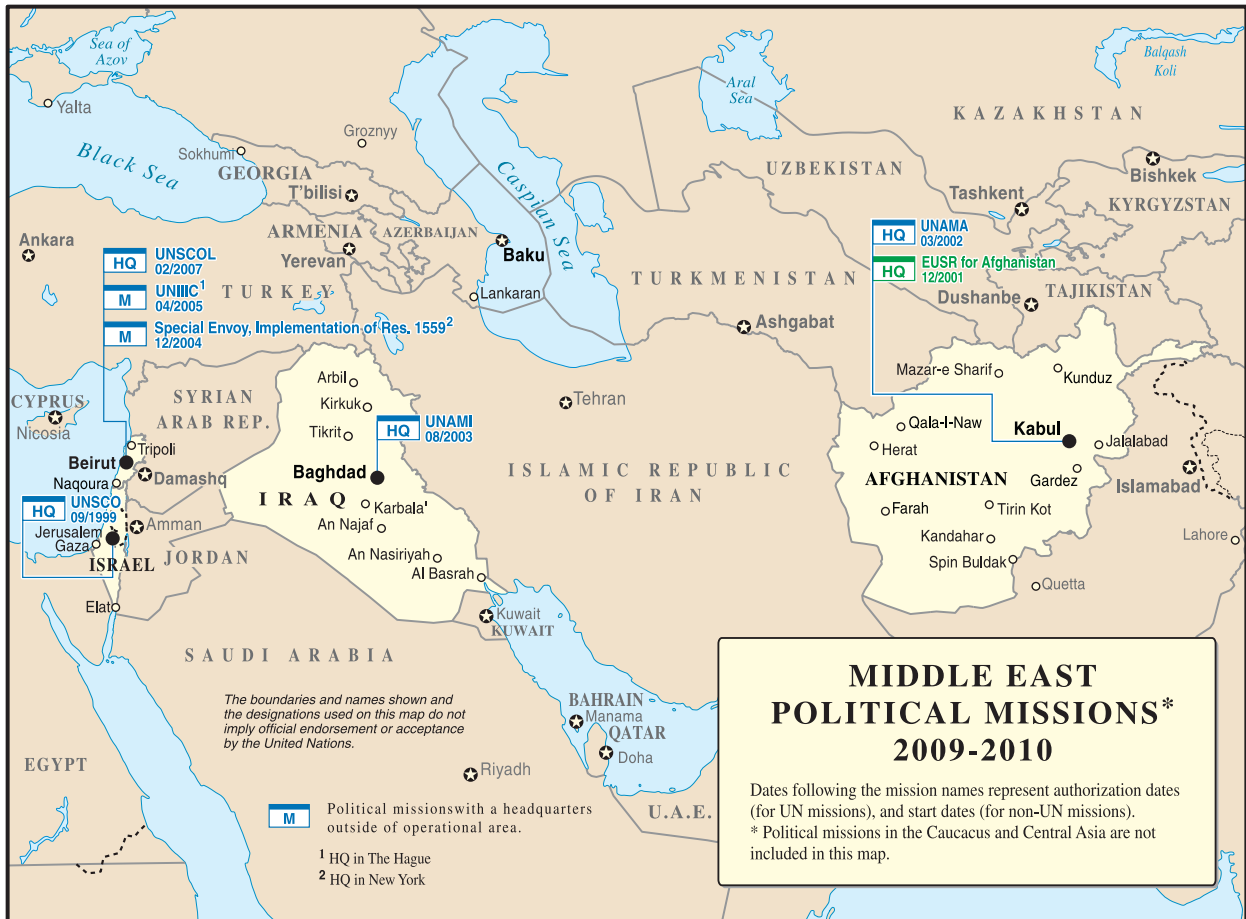 Sea of
Azov
Yalta
Black Sea
Sokhumi
Groznyy
GEORGIA
T'bilisi
ARMENIA
Yerevan
AZERBAIJAN
Baku
Lankaran
Caspian Sea
Aral
Sea
Balqash
Koli
KAZAKHSTAN
UZBEKISTAN
Tashkent
Bishkek
KYRGYZSTAN
TURKMENISTAN
Ashgabat
Dushanbe
TAJIKISTAN
Ankara
TURKEY
HQ UNSCOL
02/2007
M UNIIIC1
04/2005
M Special Envoy, Implementation of Res. 15592
12/2004
HQ UNAMA
03/2002
HQ EUSR for Afghanistan
12/2001
CYPRUS
Nicosia
SYRIAN
ARAB REP.
Tripoli
Beirut
Damashq
Naqoura
HQ UNSCO
09/1999
Jerusalem
Gaza
ISRAEL
Amman
JORDAN
Elat
Arbil
Kirkuk
Tikrit
HQ UNAMI
08/2003
Baghdad
IRAQ
Karbala'
An Najaf
An Nasiriyah
Al Basrah
Tehran
ISLAMIC REPUBLIC
OF IRAN
Mazar-e Sharif
Kunduz
Qala-I-Naw
Herat
Kabul
Jalalabad
AFGHANISTAN
Gardez
Farah
Tirin Kot
Kandahar
Spin Buldak
Islamabad
Lahore
Quetta
Kuwait
KUWAIT
SAUDI ARABIA
BAHRAIN
Manama
QATAR
Doha
Riyadh
U.A.E.
EGYPT
The boundaries and names shown and
the designations used on this map do not
imply official endorsement or acceptance
by the United Nations.
M Political missionswith a headquarters
outside of operational area.
1 HQ in The Hague
2 HQ in New York
MIDDLE EAST
POLITICAL MISSIONS*
2009-2010
Dates following the mission names represent authorization dates
(for UN missions), and start dates (for non-UN missions).
* Political missions in the Caucacus and Central Asia are not
included in this map.